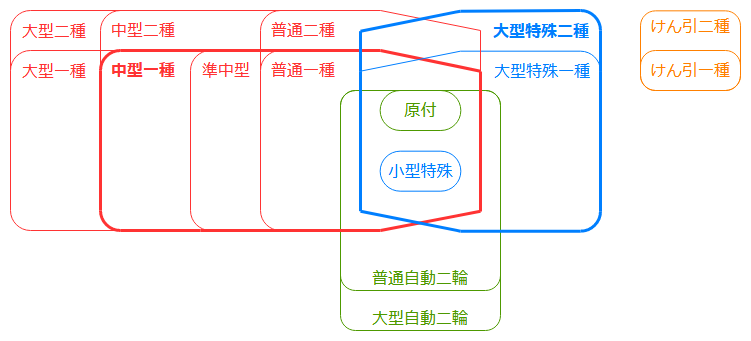 大型二種 中型二種 普通二種 大型特殊二種 けん引二種
大型一種 中型一種 準中型 普通一種 大型特殊一種 けん引一種
原付
小型特殊
普通自動二輪
大型自動二輪